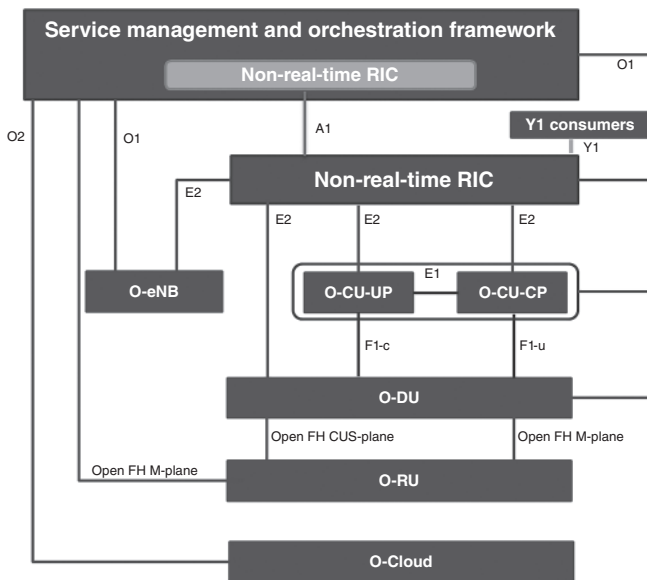 Service management and orchestration framework
Non-real-time RIC
O1
O2
O1
A1
Y1 consumers
Y1
Non-real-time RIC
E2
E2
E2
E2
E1
O-eNB
O-CU-UP
O-CU-CP
F1-c
F1-u
O-DU
Open FH CUS-plane
Open FH M-plane
Open FH M-plane
O-RU
O-Cloud